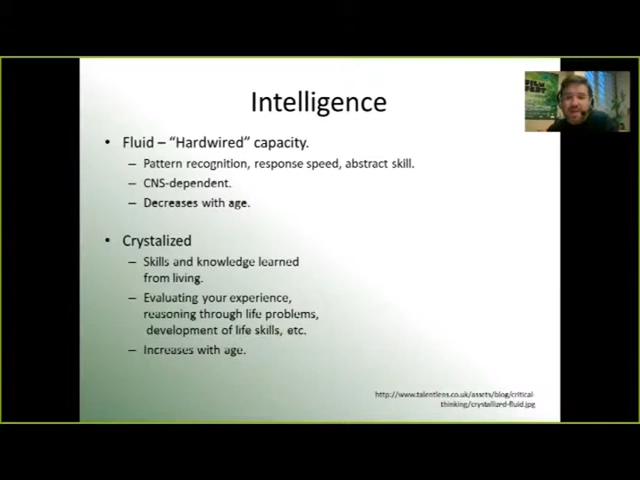 Intelligence
• Fluid – “Hardwired” capacity.
– Pattern recognition, response speed, abstract skill.
– CNS-dependent.
– Decreases with age.
• Crystalized
– Skills and knowledge learned
from living.
– Evaluating your experience,
reasoning through life problems,
development of life skills, etc.
– Increases with age.
http://www.talentlens.co.uk/assets/blog/critical-
thinking/crystallized-fluid.jpg
FILM
FEST